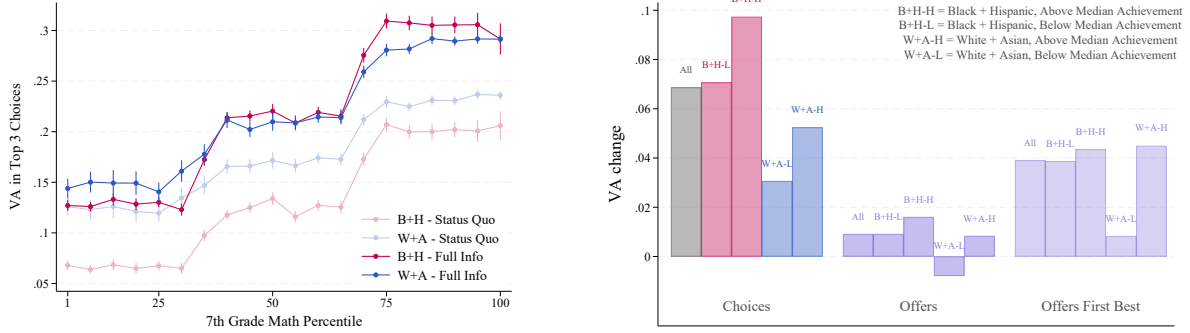 VA in Top 3 Choices
.3
.25
.2
.15
.1
.05
1
25
50
75
100
7th Grade Math Percentile
B+H - Status Quo
W+A - Status Quo
B+H - Full Info
W+A - Full Info
VA change
.1
.08
.06
.04
.02
0
B+H-H = Black + Hispanic, Above Median Achievement
B+H-L = Black + Hispanic, Below Median Achievement
W+A-H = White + Asian, Above Median Achievement
W+A-L = White + Asian, Below Median Achievement
All
B+H-L
B+H-H
W+A-L
W+A-H
All
B+H-L
B+H-H
W+A-L
W+A-H
All
B+H-L
B+H-H
W+A-L
W+A-H
Choices
Offers
Offers First Best